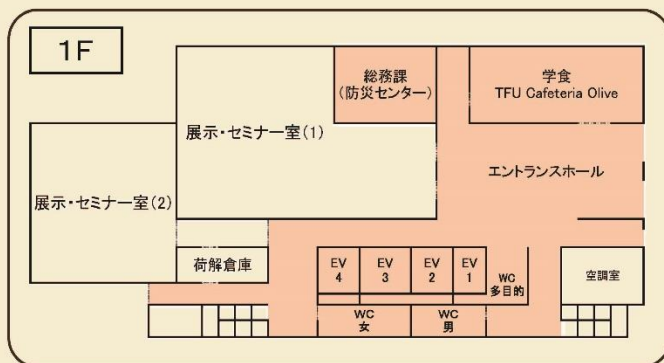 1F
総務課
(防災センター)
学食
TFU Cafeteria Olive
展示・セミナー室(1)
エントランスホール
展示・セミナー室(2)
荷解倉庫
EV
4
EV
3
EV
2
EV
1
WC
多目的
空調室
WC
女
WC
男